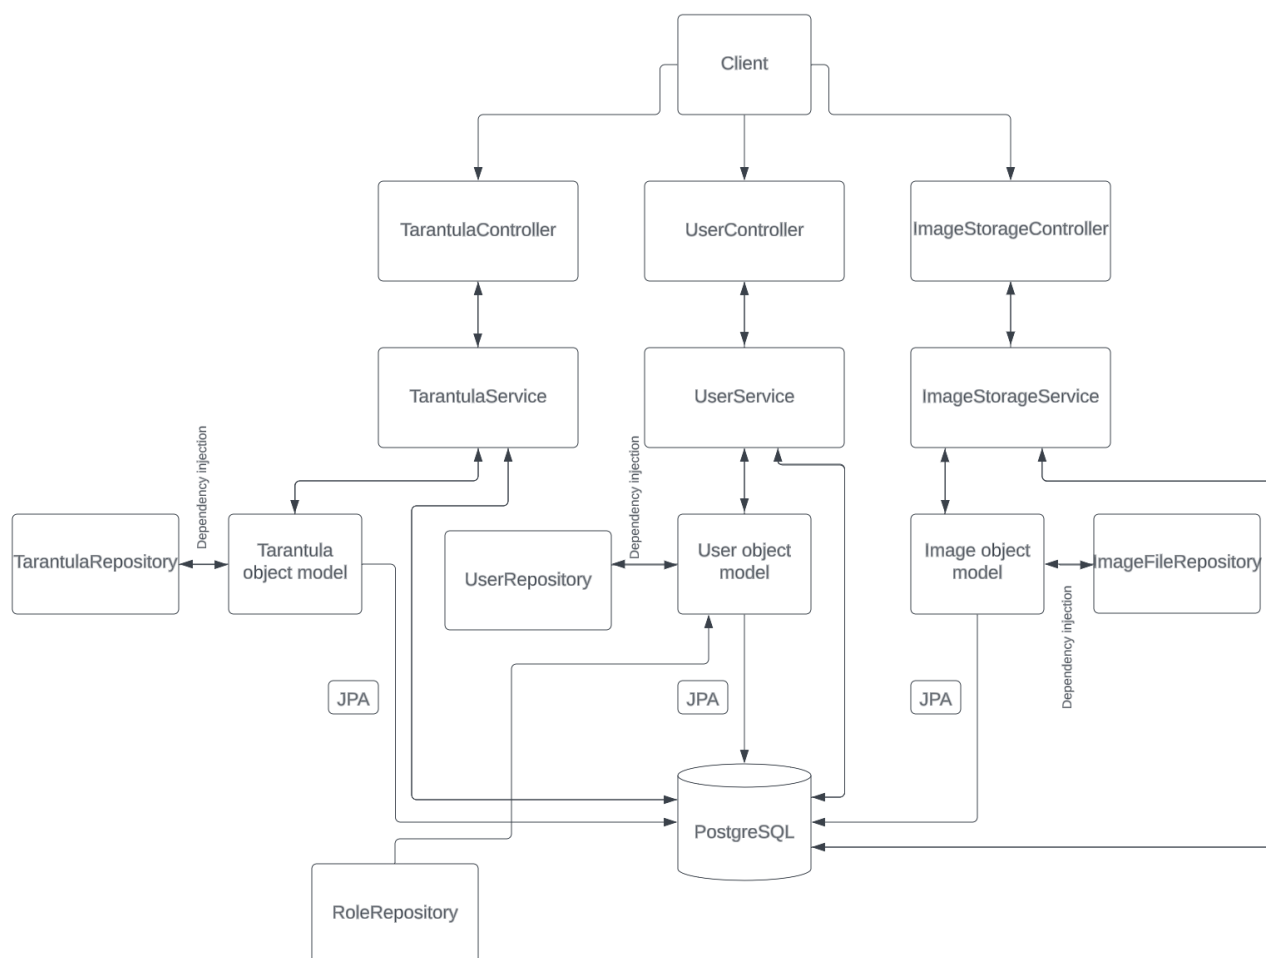 Client
TarantulaController
UserController
ImageStorageController
TarantulaService
UserService
ImageStorageService
Dependency injection
Dependency injection
TarantulaRepository
Tarantula
object model
UserRepository
User object
model
Image object
model
ImageFileRepository
Dependency injection
JPA
JPA
JPA
PostgreSQL
RoleRepository